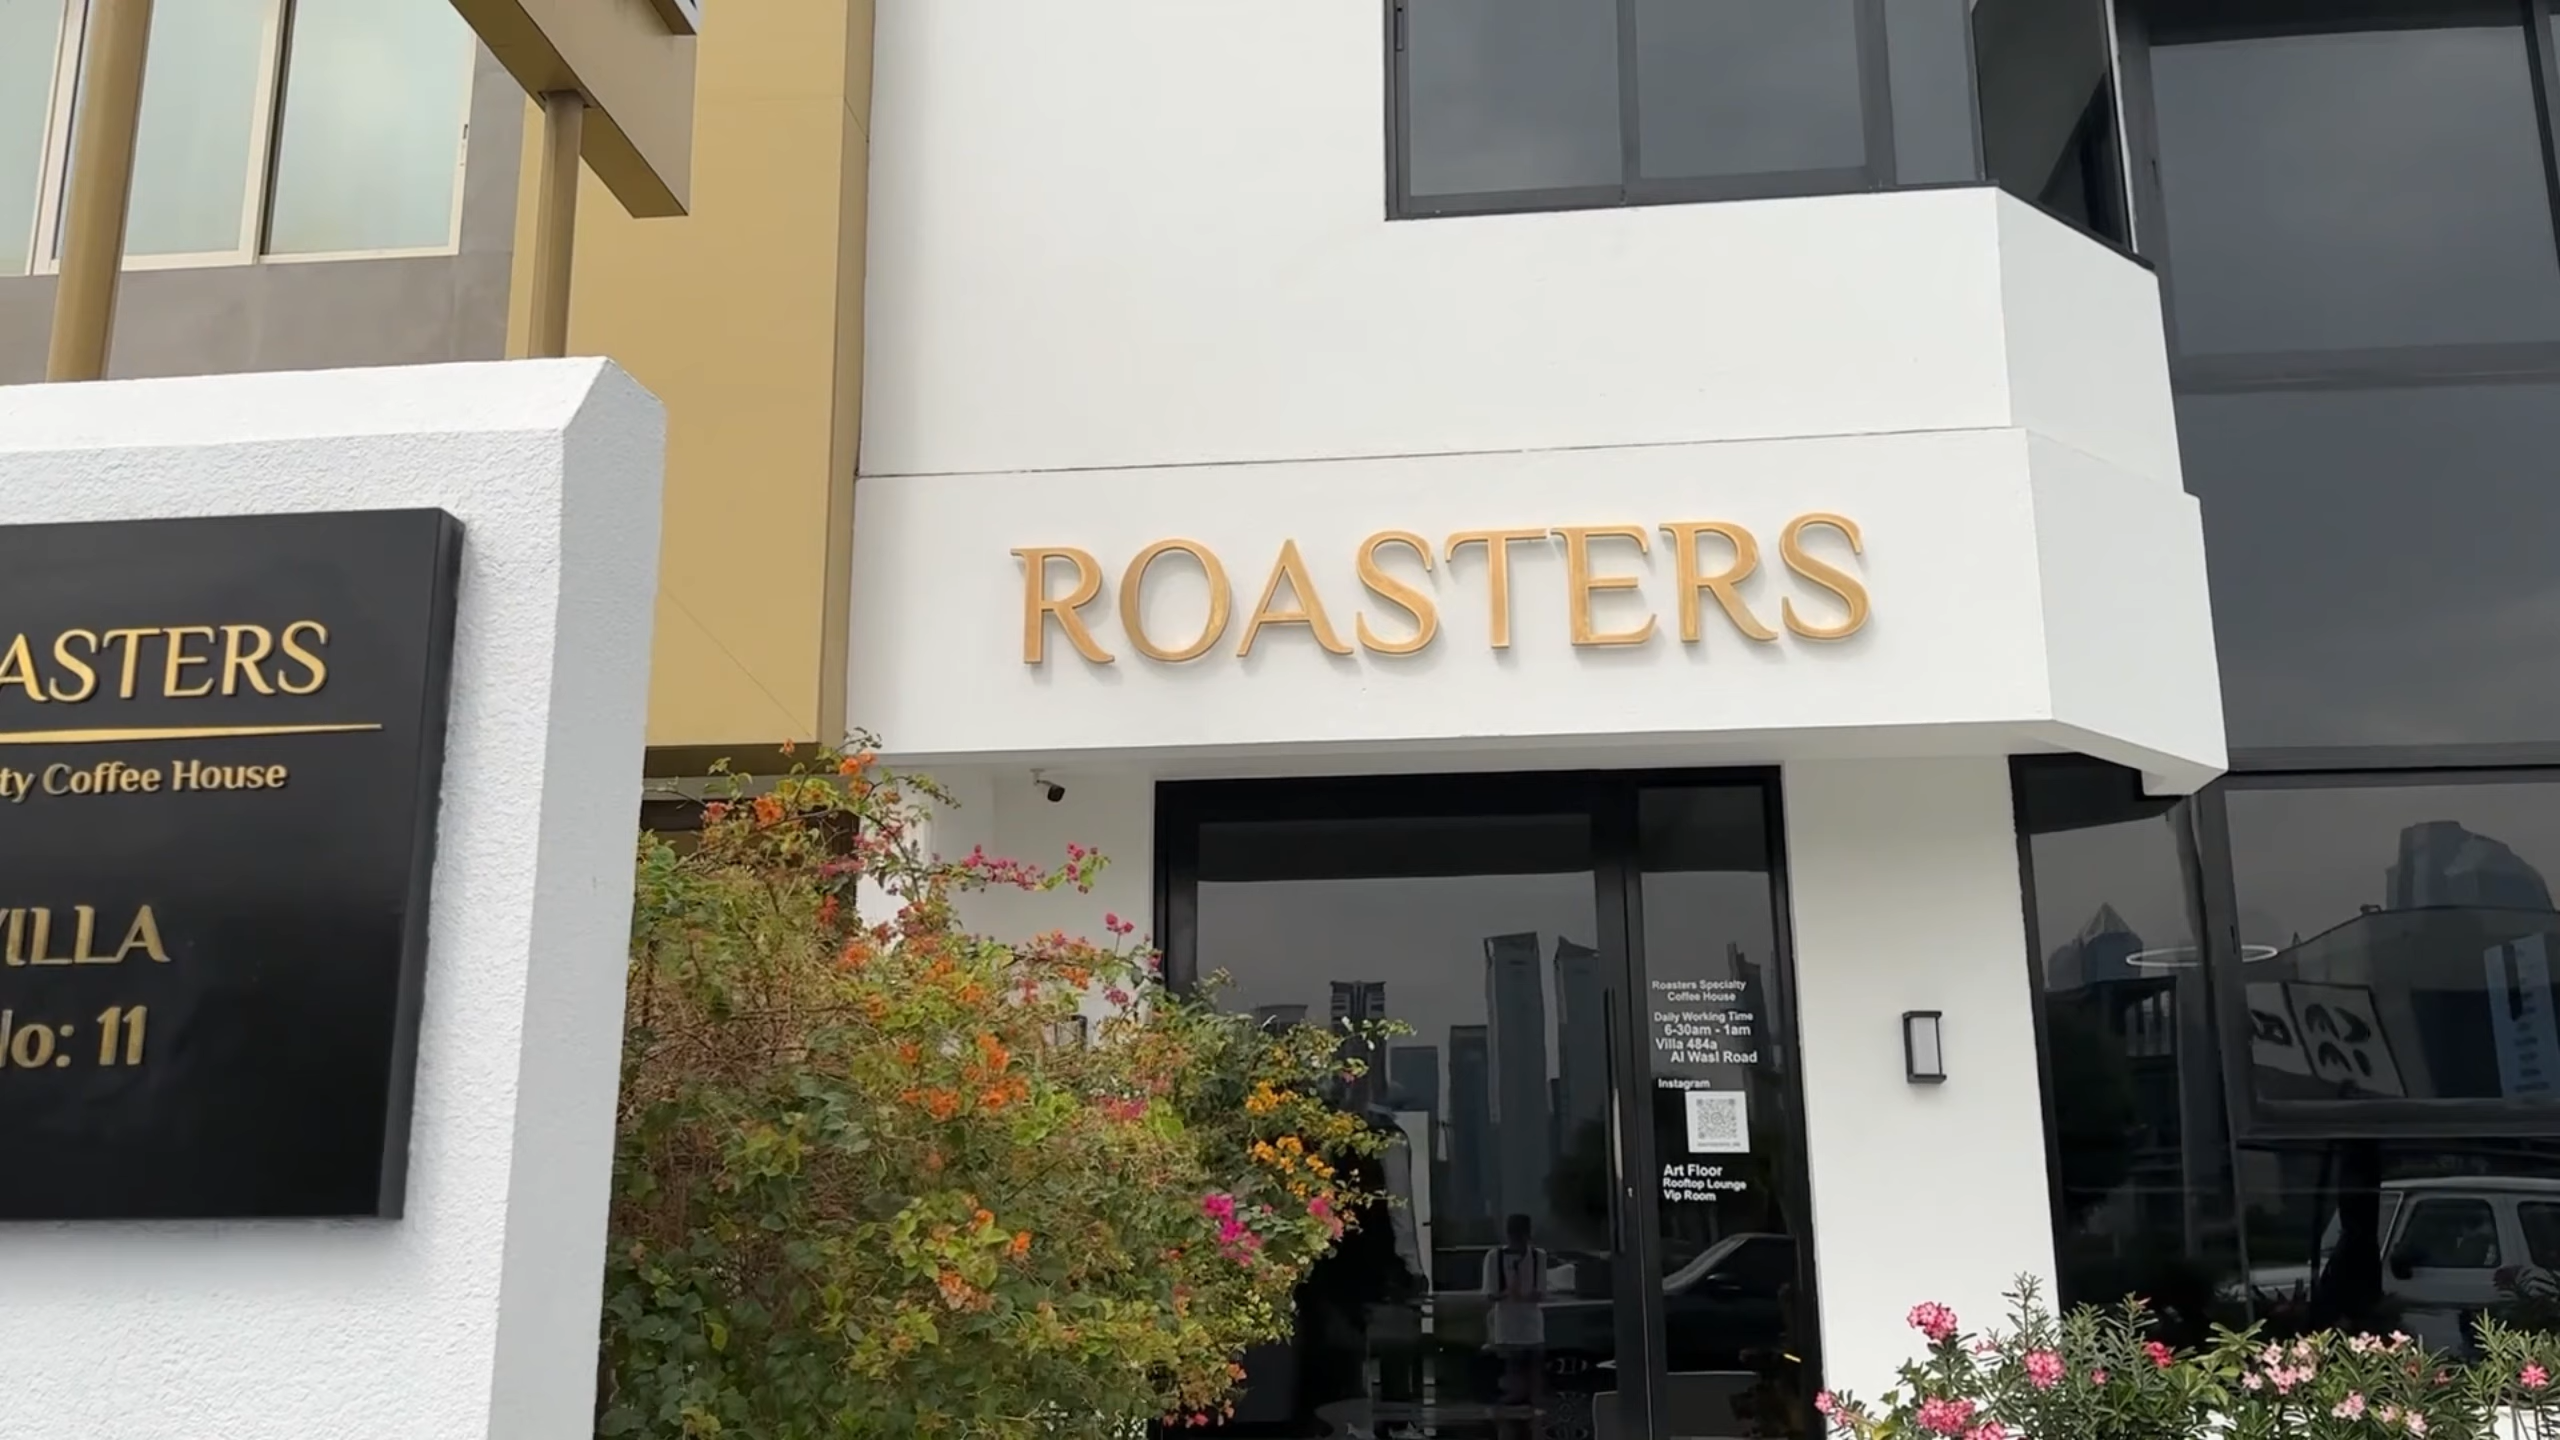 ASTERS
ty Coffee House
VILLA
No: 11
ROASTERS
Roasters Specialty
Coffee House
Daily Working Time
6-30am - 1am
Villa 484a
Al Wasl Road
Instagram
Art Floor
Rooftop Lounge
Vip Room